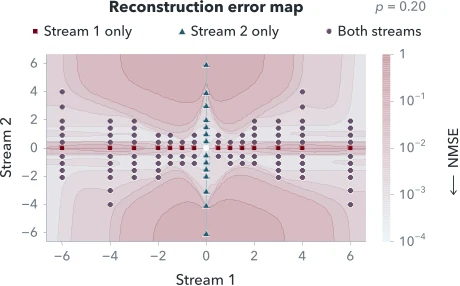 Reconstruction error map
p = 0.20
Stream 1 only
Stream 2 only
Both streams
Stream 2
6
4
2
0
−2
−4
−6
−6 −4 −2 0 2 4 6
Stream 1
1
10⁻¹
10⁻²
10⁻³
10⁻⁴
← NMSE